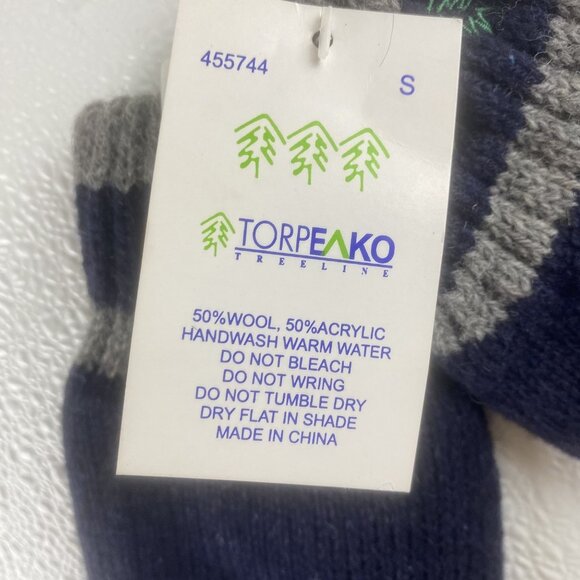 455744 S
TORPEAKO
TREELINE
50%WOOL, 50%ACRYLIC
HANDWASH WARM WATER
DO NOT BLEACH
DO NOT WRING
DO NOT TUMBLE DRY
DRY FLAT IN SHADE
MADE IN CHINA